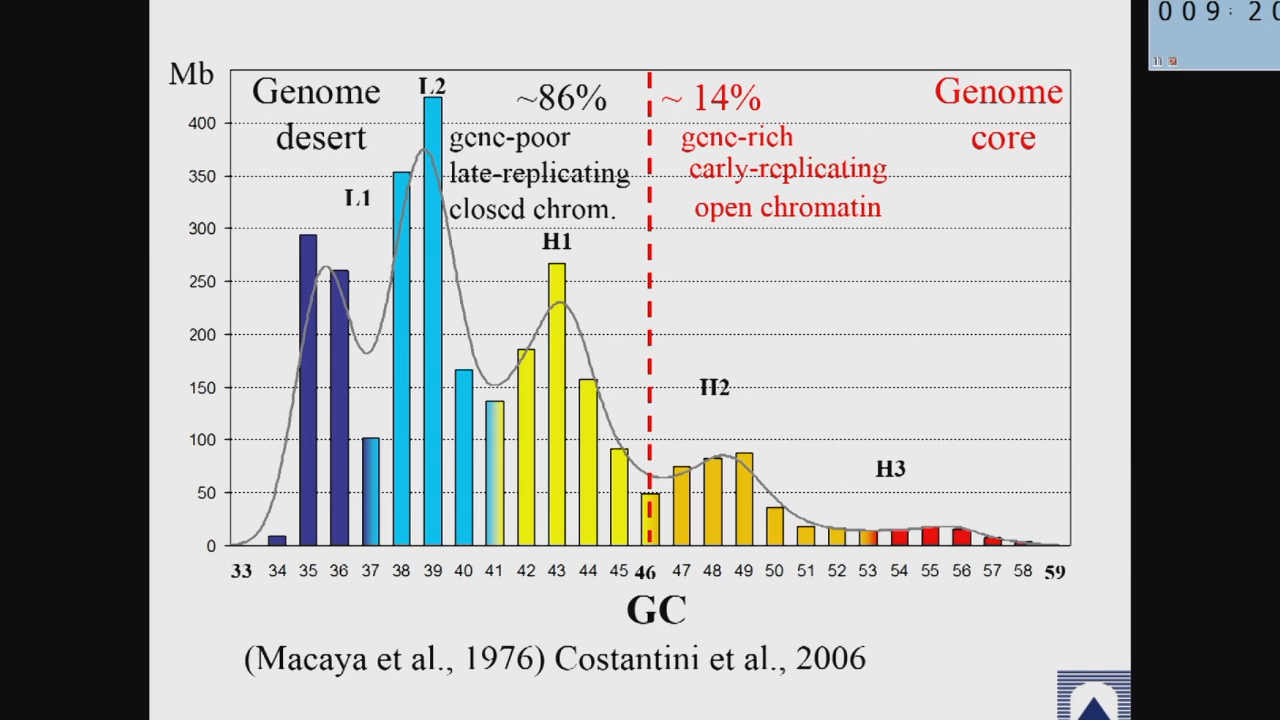 009:20
Mb
Genome desert
L2
~86%
~ 14%
Genome core
gene-poor
late-replicating
closed chrom.
gene-rich
early-replicating
open chromatin
L1
H1
H2
H3
400
350
300
250
200
150
100
50
0
33 34 35 36 37 38 39 40 41 42 43 44 45 46 47 48 49 50 51 52 53 54 55 56 57 58 59
GC
(Macaya et al., 1976) Costantini et al., 2006